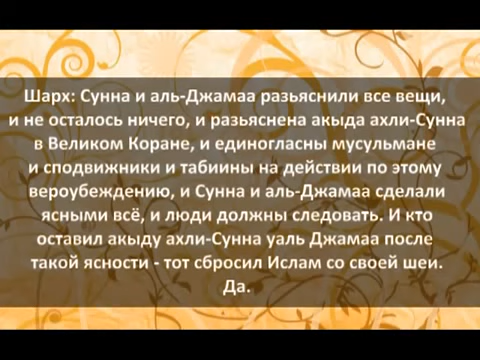 Шарх: Сунна и аль-Джамаа разьяснили все вещи,
и не осталось ничего, и разьяснена акыда ахли-Сунна
в Великом Коране, и единогласны мусульмане
и сподвижники и табиины на действии по этому
вероубеждению, и Сунна и аль-Джамаа сделали
ясными всё, и люди должны следовать. И кто
оставил акыду ахли-Сунна уаль Джамаа после
такой ясности - тот сбросил Ислам со своей шеи.
Да.